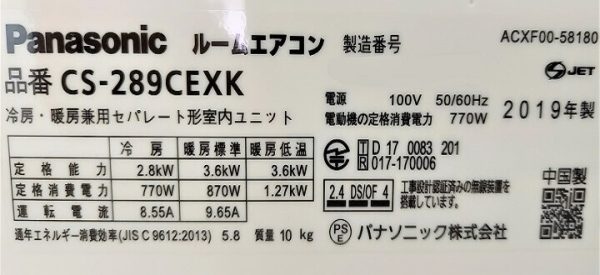 Panasonic ルームエアコン 製造番号
ACXF00-58180
品番 CS-289CEXK
JET
冷房・暖房兼用セパレート形室内ユニット
電源 100V 50/60Hz
電動機の定格消費電力 770W
2019年製
冷房 暖房標準 暖房低温
定格能力 2.8kW 3.6kW 3.6kW
定格消費電力 770W 870W 1.27kW
運転電流 8.55A 9.65A
T D 17 0083 201
R 017-170006
2.4 DS/OF 4
工事設計認証済みの無線装置を
搭載しています。
中国製
通年エネルギー消費効率(JIS C 9612:2013) 5.8 質量 10 kg
PSE パナソニック株式会社